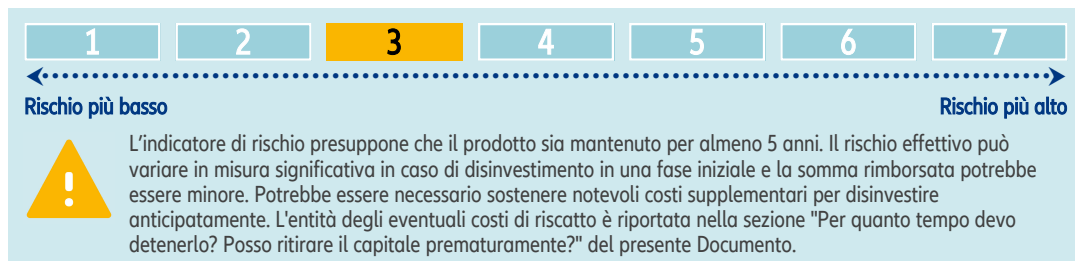 1 2 3 4 5 6 7
Rischio più basso Rischio più alto
!
L'indicatore di rischio presuppone che il prodotto sia mantenuto per almeno 5 anni. Il rischio effettivo può
variare in misura significativa in caso di disinvestimento in una fase iniziale e la somma rimborsata potrebbe
essere minore. Potrebbe essere necessario sostenere notevoli costi supplementari per disinvestire
anticipatamente. L'entità degli eventuali costi di riscatto è riportata nella sezione "Per quanto tempo devo
detenerlo? Posso ritirare il capitale prematuramente?" del presente Documento.